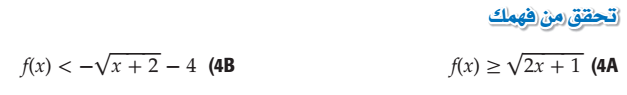 تحقق من فهمك
f(x) ≥ √(2x + 1) (4A
f(x) < −√(x + 2) − 4 (4B